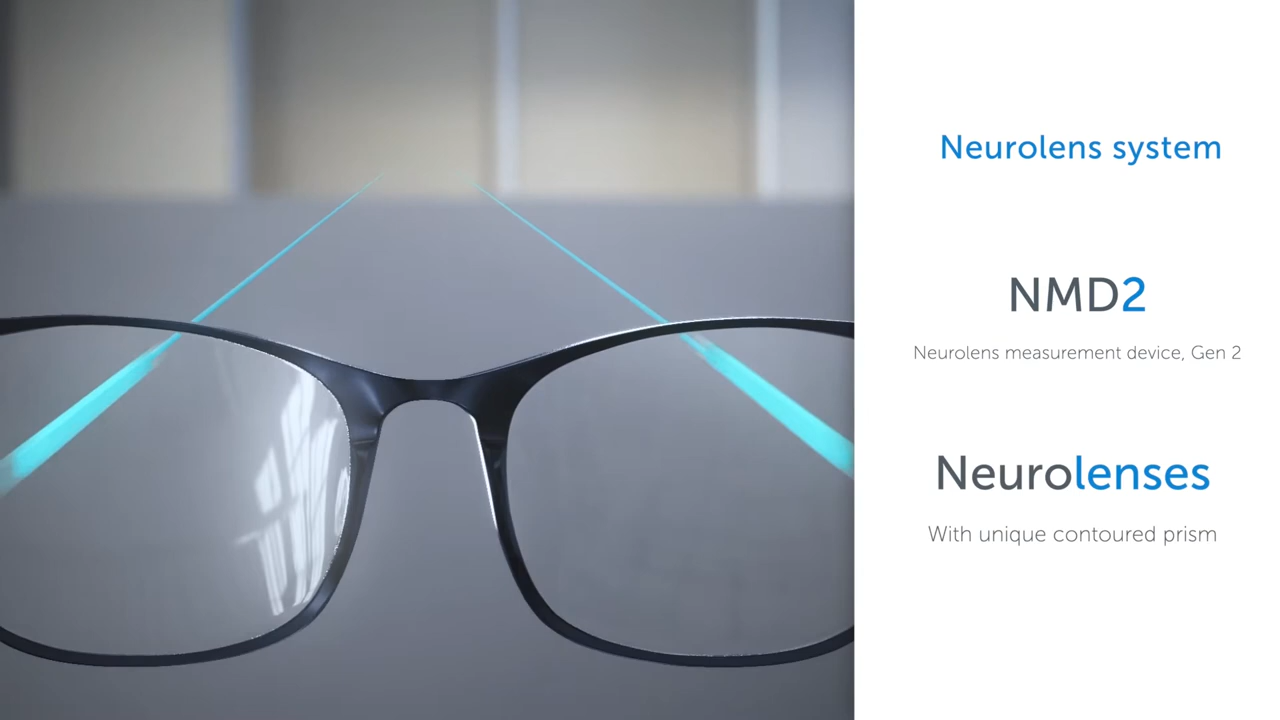 Neurolens system
NMD2
Neurolens measurement device, Gen 2
Neurolenses
With unique contoured prism